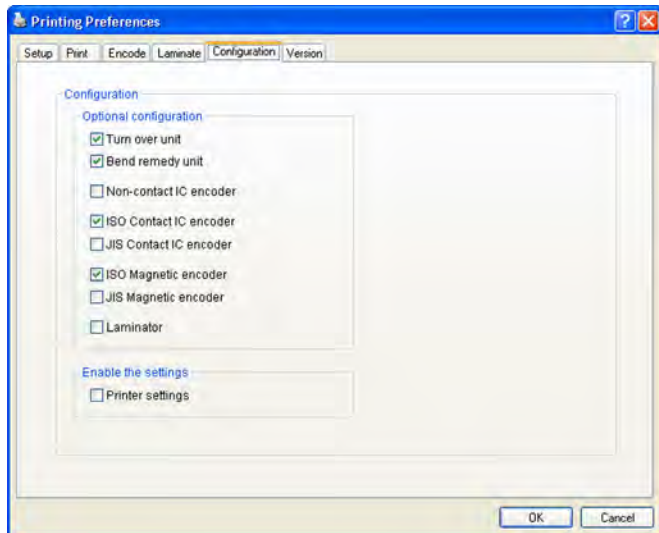 Printing Preferences
Setup Print Encode Laminate Configuration Version
Configuration
Optional configuration
Turn over unit
Bend remedy unit
Non-contact IC encoder
ISO Contact IC encoder
JIS Contact IC encoder
ISO Magnetic encoder
JIS Magnetic encoder
Laminator
Enable the settings
Printer settings
OK Cancel